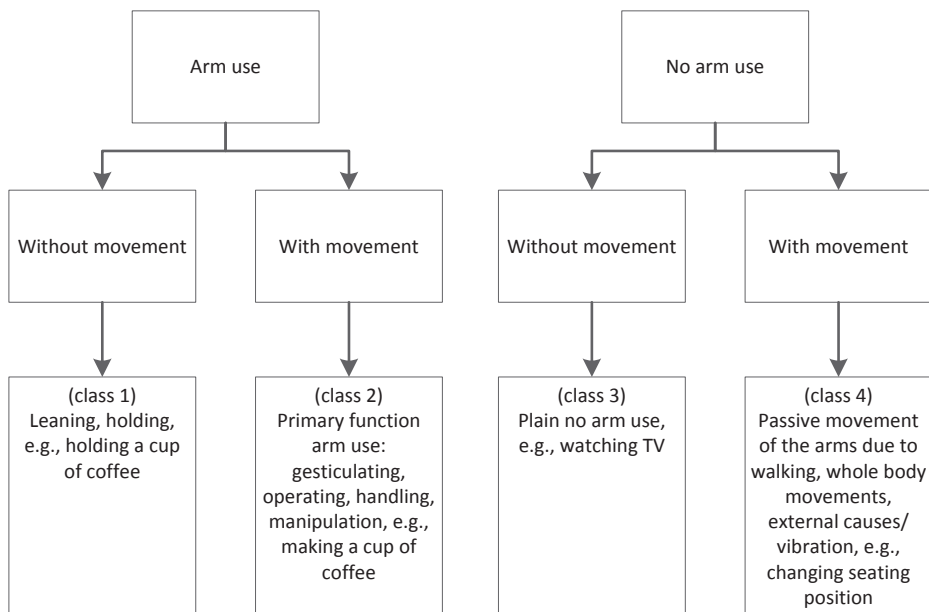 Arm use
No arm use
Without movement
With movement
Without movement
With movement
(class 1)
Leaning, holding,
e.g., holding a cup
of coffee
(class 2)
Primary function
arm use:
gesticulating,
operating, handling,
manipulation, e.g.,
making a cup of
coffee
(class 3)
Plain no arm use,
e.g., watching TV
(class 4)
Passive movement
of the arms due to
walking, whole body
movements,
external causes/
vibration, e.g.,
changing seating
position